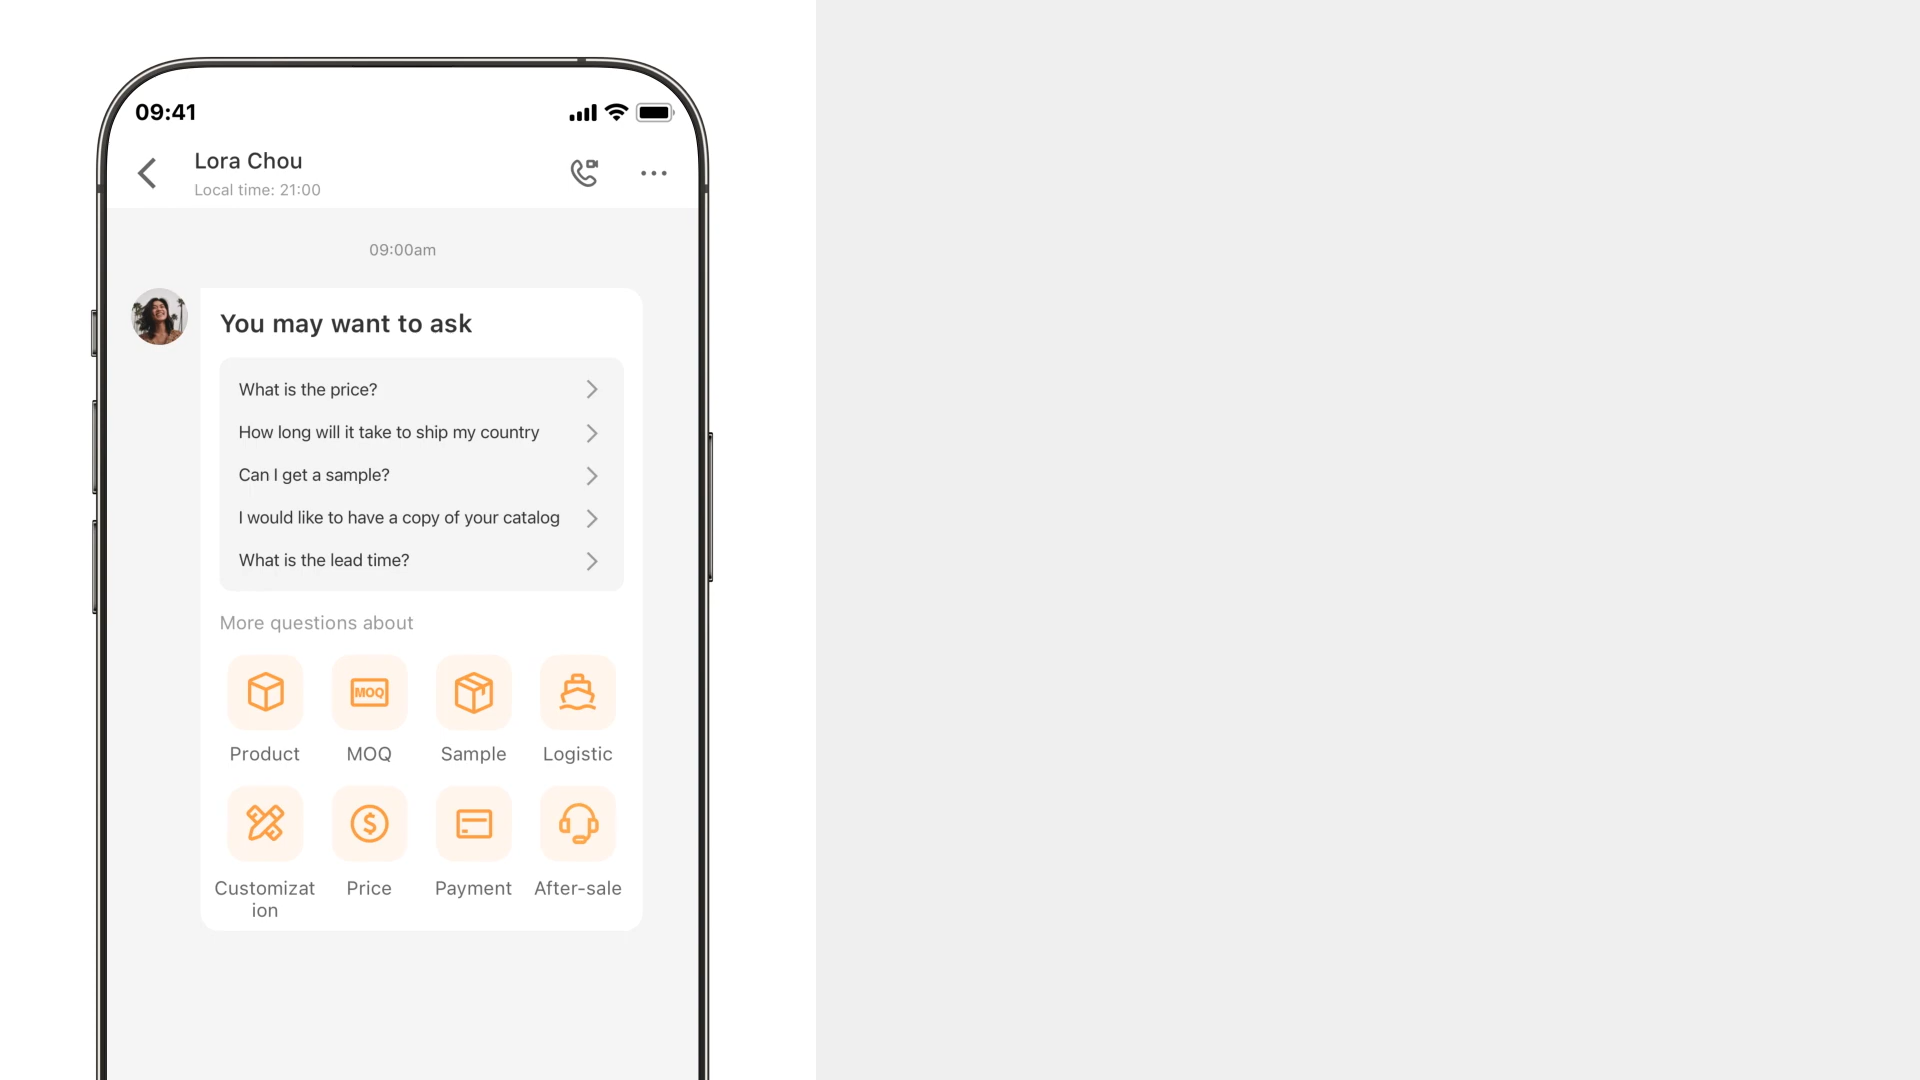 09:41
Lora Chou
Local time: 21:00
09:00am
You may want to ask
What is the price?
How long will it take to ship my country
Can I get a sample?
I would like to have a copy of your catalog
What is the lead time?
More questions about
MOQ
Product
MOQ
Sample
Logistic
$
Customizat
ion
Price
Payment
After-sale